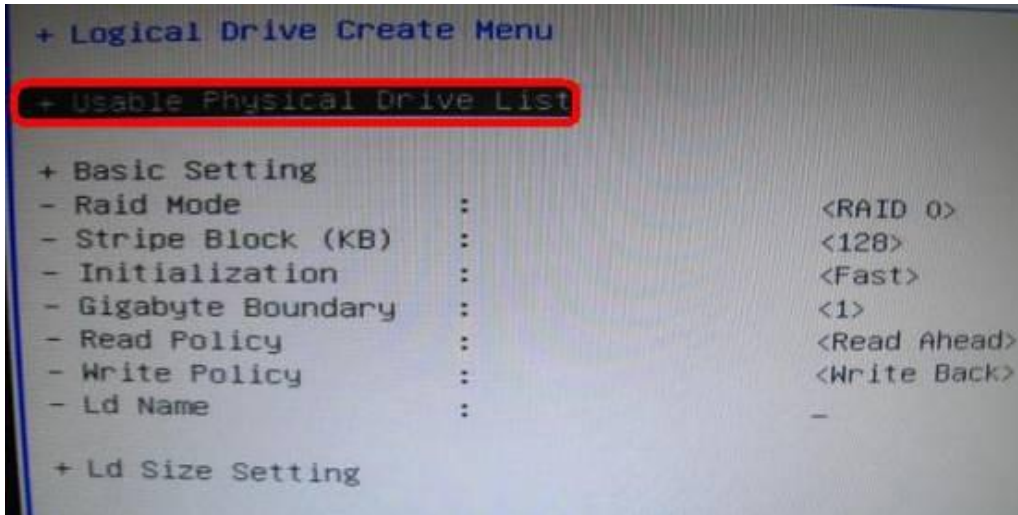 + Logical Drive Create Menu
+ Usable Physical Drive List
+ Basic Setting
- Raid Mode : <RAID 0>
- Stripe Block (KB) : <128>
- Initialization : <Fast>
- Gigabyte Boundary : <1>
- Read Policy : <Read Ahead>
- Write Policy : <Write Back>
- Ld Name : _
+ Ld Size Setting